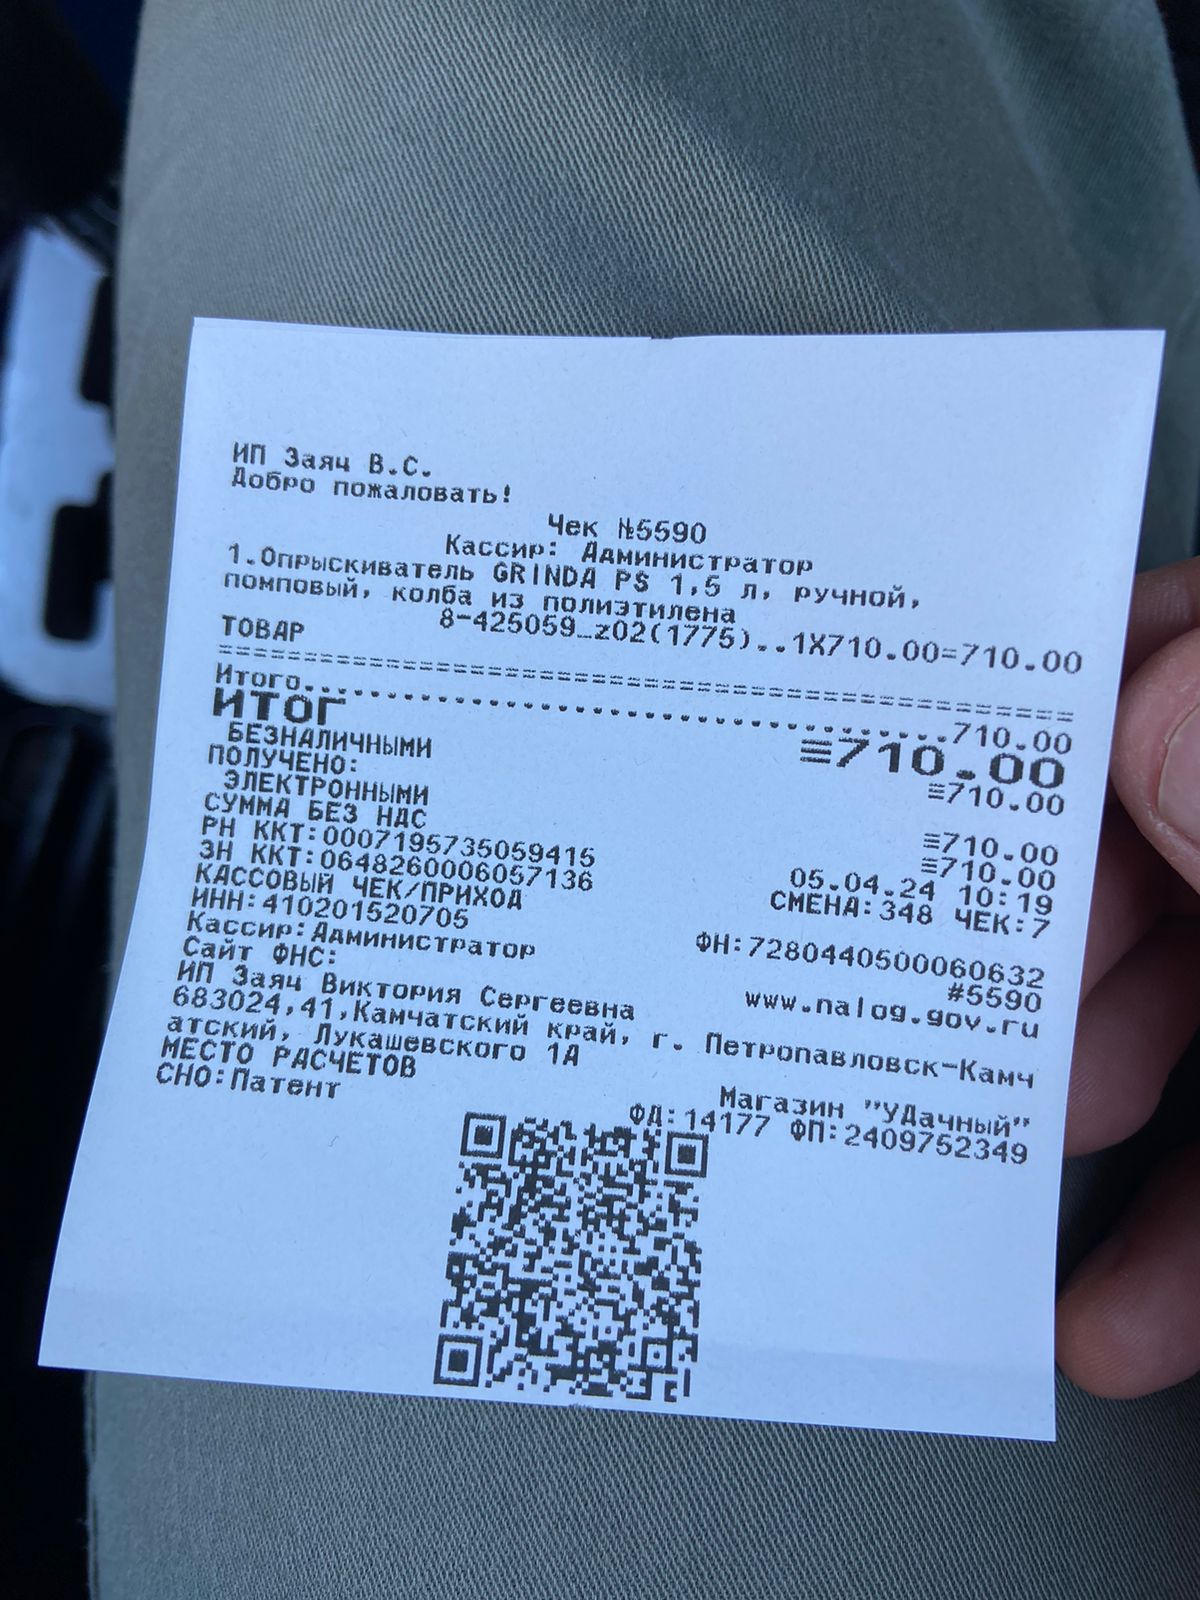 ИП Заяч В.С.
Добро пожаловать!
Чек №5590
Кассир: Администратор
1.Опрыскиватель GRINDA PS 1,5 л, ручной,
помповый, колба из полиэтилена
8-425059_z02(1775)..1X710.00=710.00
ТОВАР
Итого......................................710.00
ИТОГ ≡710.00
БЕЗНАЛИЧНЫМИ ≡710.00
ПОЛУЧЕНО:
ЭЛЕКТРОННЫМИ ≡710.00
СУММА БЕЗ НДС ≡710.00
РН ККТ:0007195735059415 05.04.24 10:19
ЗН ККТ:0648260006057136 СМЕНА:348 ЧЕК:7
КАССОВЫЙ ЧЕК/ПРИХОД
ИНН:410201520705 ФН:7280440500060632
Кассир:Администратор #5590
Сайт ФНС: www.nalog.gov.ru
ИП Заяч Виктория Сергеевна
683024,41,Камчатский край, г. Петропавловск-Камч
атский, Лукашевского 1А
МЕСТО РАСЧЕТОВ Магазин "УДачный"
СНО:Патент ФД:14177 ФП:2409752349